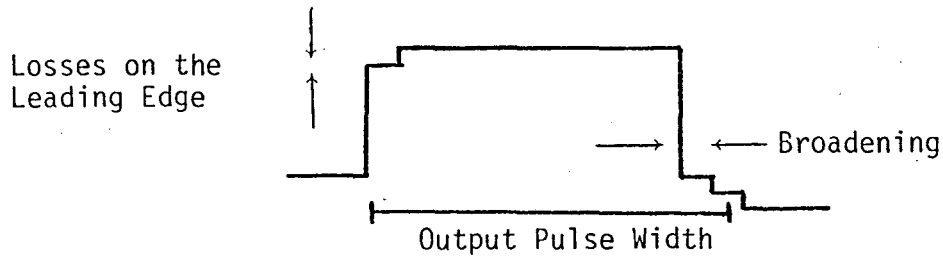 Losses on the
Leading Edge
Broadening
Output Pulse Width